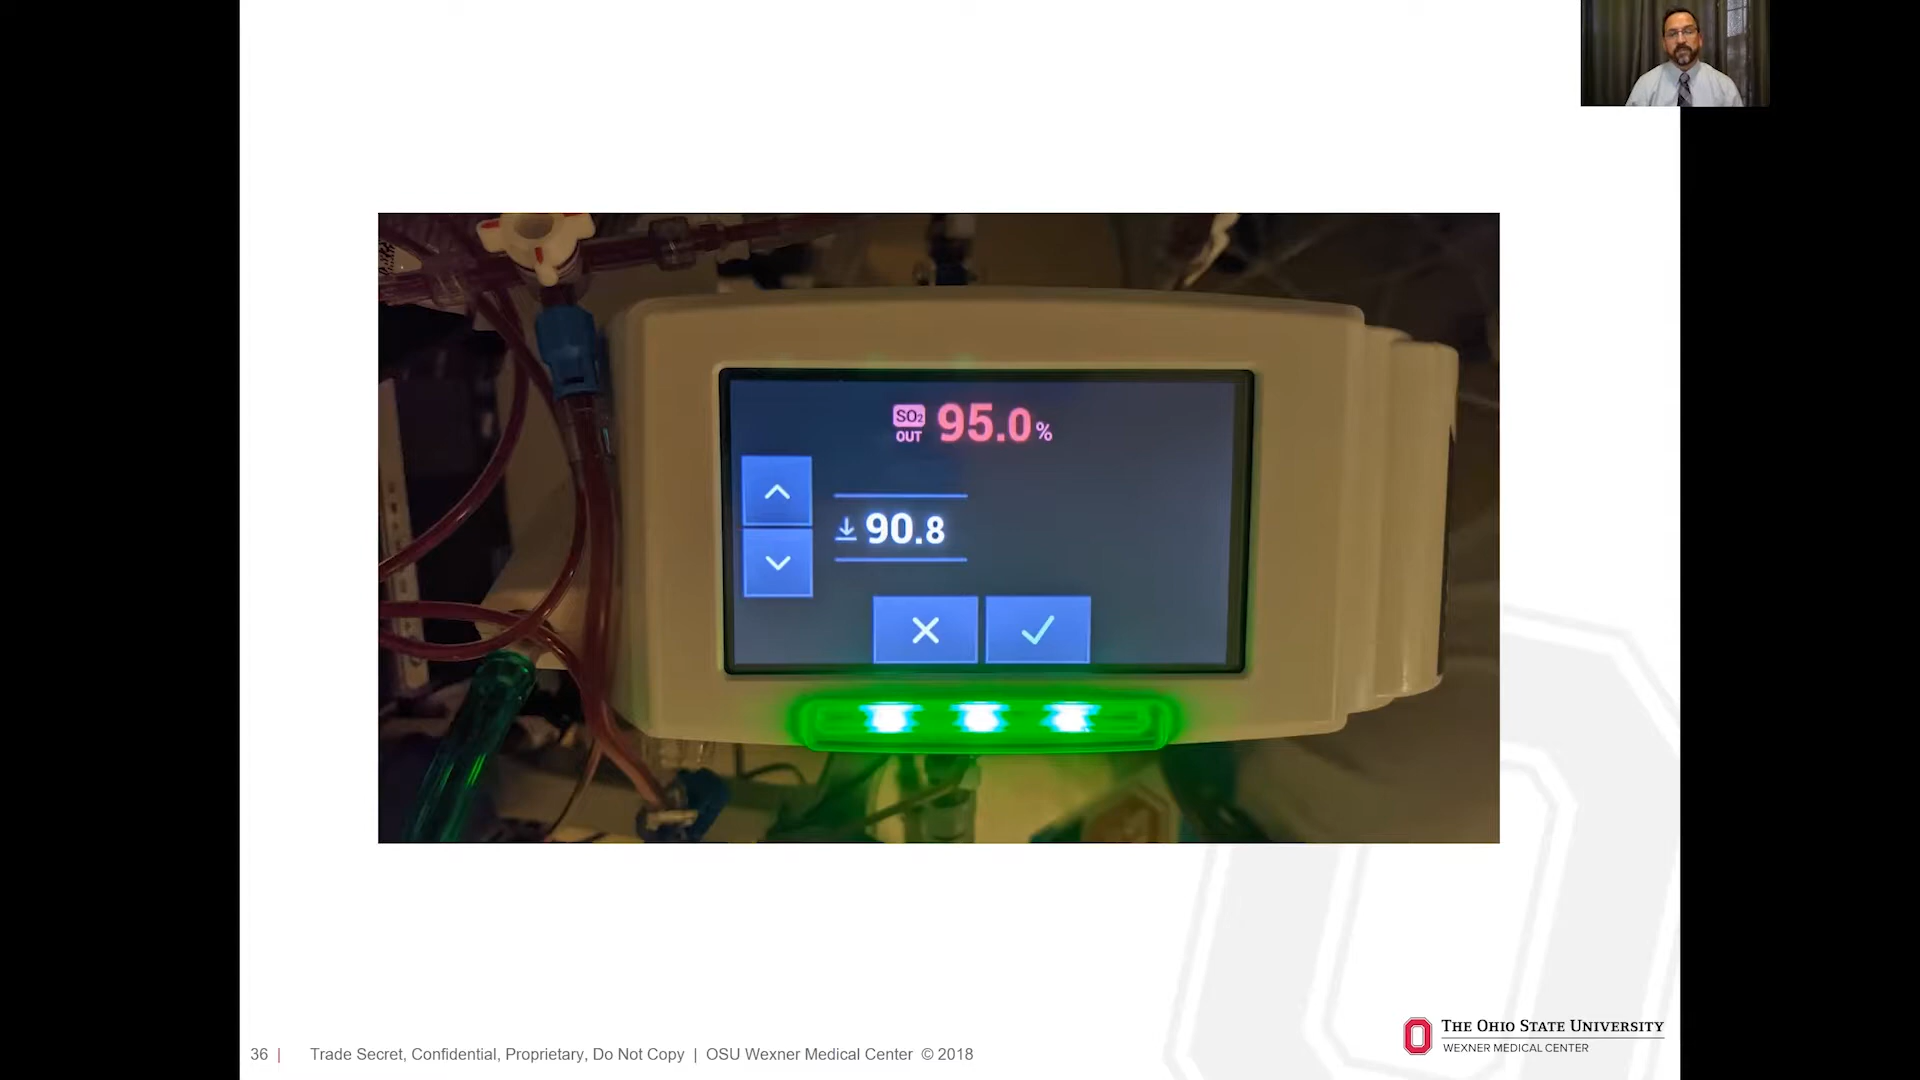 SO₂
OUT
95.0%
90.8
36 | Trade Secret, Confidential, Proprietary, Do Not Copy | OSU Wexner Medical Center © 2018
THE OHIO STATE UNIVERSITY
WEXNER MEDICAL CENTER